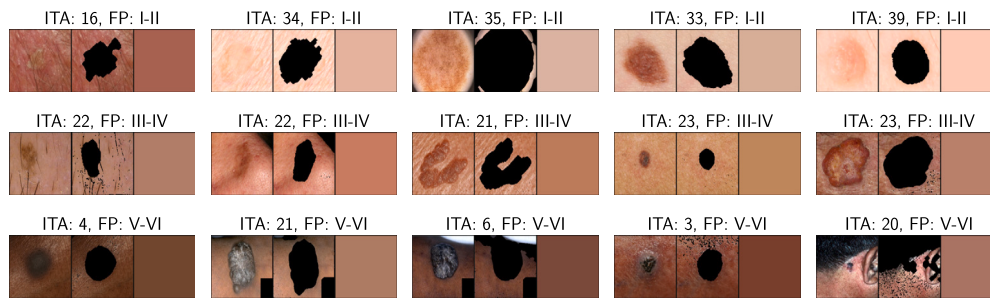 ITA: 16, FP: I-II
ITA: 34, FP: I-II
ITA: 35, FP: I-II
ITA: 33, FP: I-II
ITA: 39, FP: I-II
ITA: 22, FP: III-IV
ITA: 22, FP: III-IV
ITA: 21, FP: III-IV
ITA: 23, FP: III-IV
ITA: 23, FP: III-IV
ITA: 4, FP: V-VI
ITA: 21, FP: V-VI
ITA: 6, FP: V-VI
ITA: 3, FP: V-VI
ITA: 20, FP: V-VI